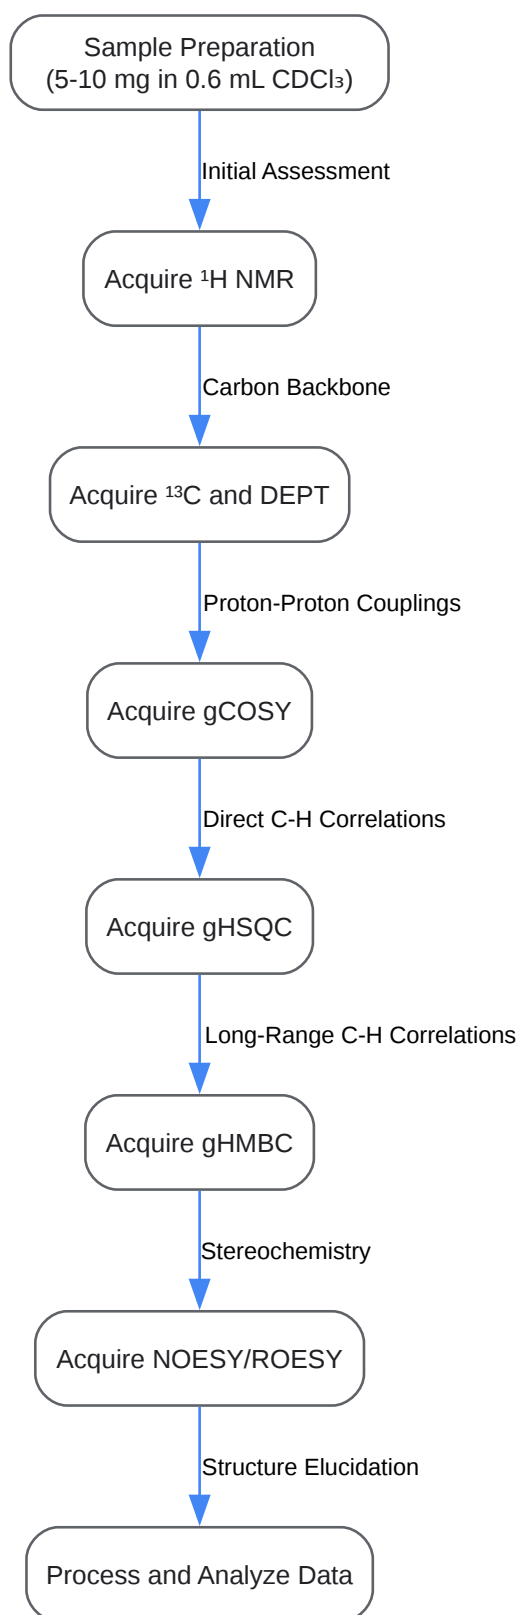 Sample Preparation
(5-10 mg in 0.6 mL CDCl₃)
Initial Assessment
Acquire ¹H NMR
Carbon Backbone
Acquire ¹³C and DEPT
Proton-Proton Couplings
Acquire gCOSY
Direct C-H Correlations
Acquire gHSQC
Long-Range C-H Correlations
Acquire gHMBC
Stereochemistry
Acquire NOESY/ROESY
Structure Elucidation
Process and Analyze Data